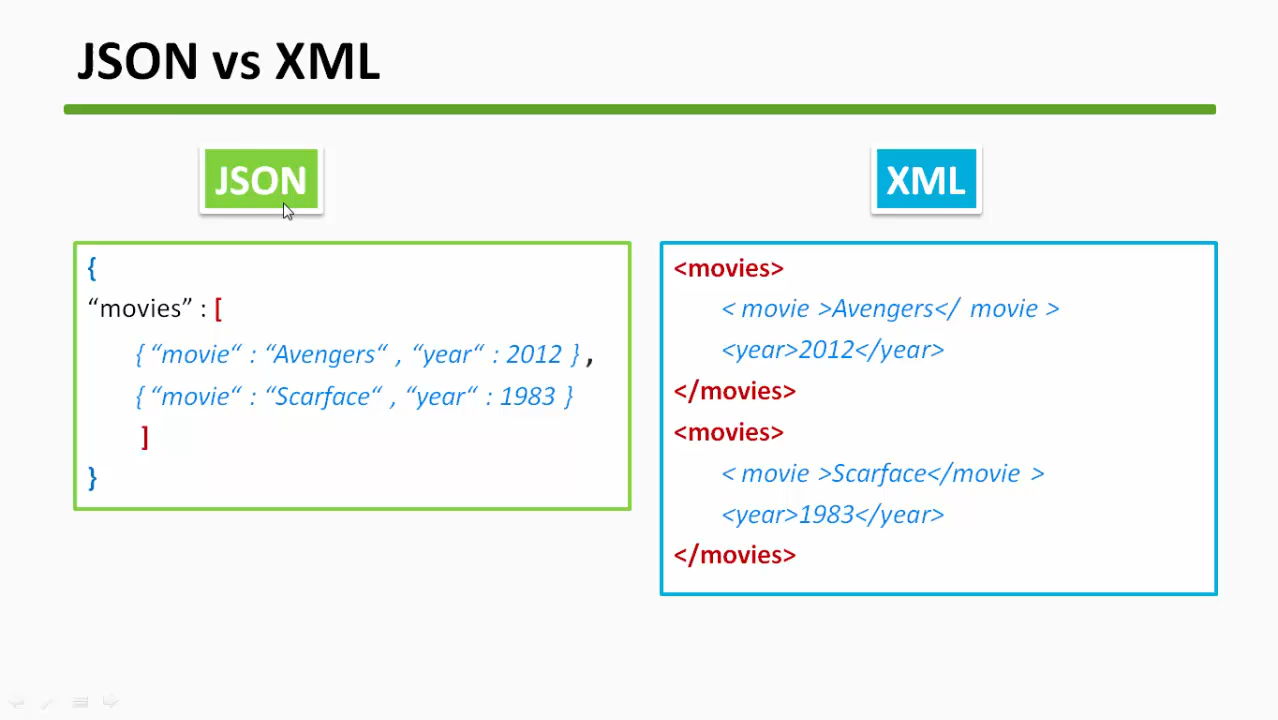 JSON vs XML
JSON
{
“movies” : [
{ “movie“ : “Avengers“ , “year“ : 2012 } ,
{ “movie“ : “Scarface“ , “year“ : 1983 }
]
}
XML
<movies>
< movie >Avengers</ movie >
<year>2012</year>
</movies>
<movies>
< movie >Scarface</movie >
<year>1983</year>
</movies>